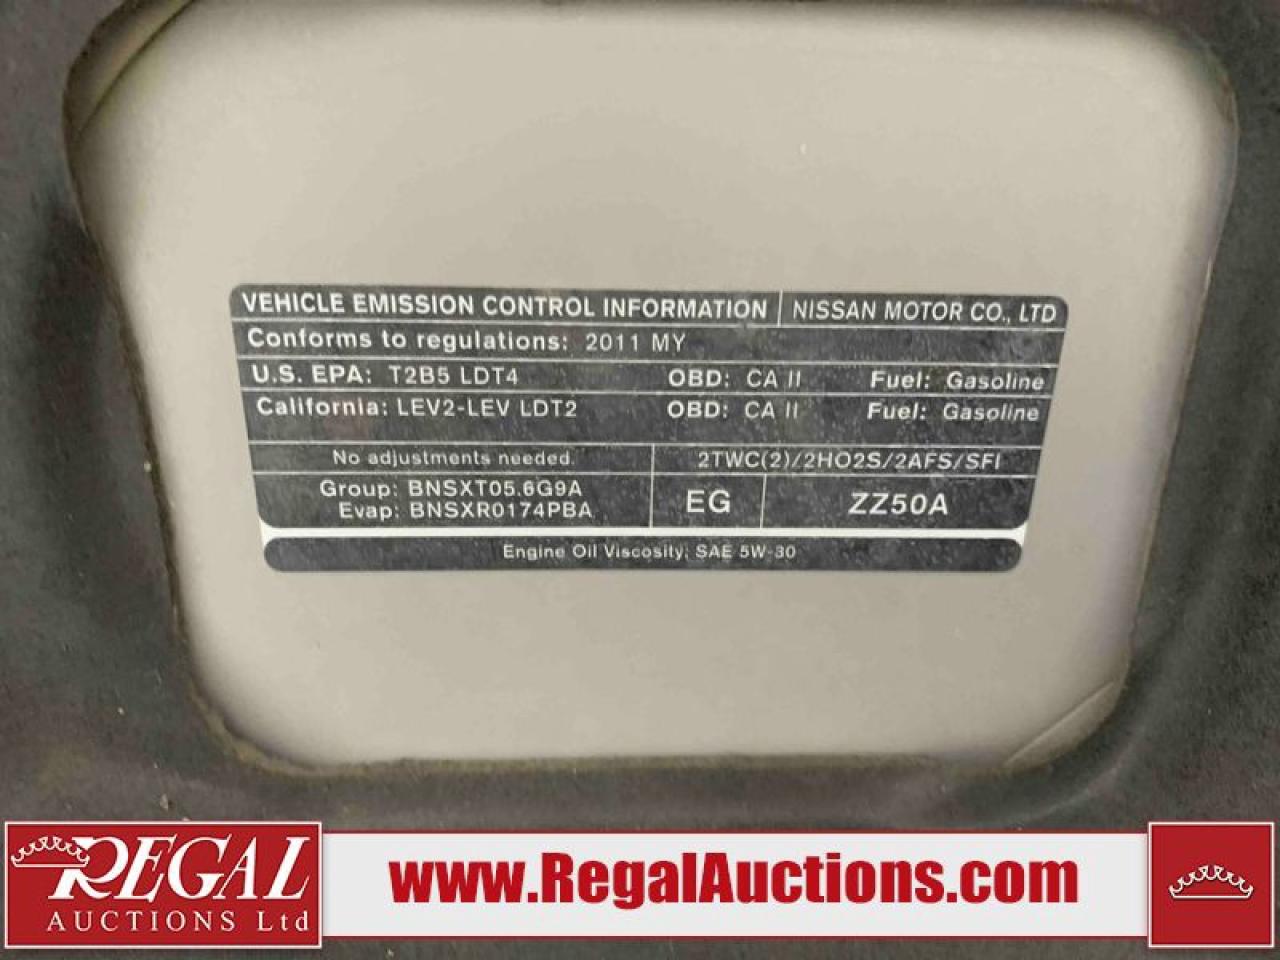 VEHICLE EMISSION CONTROL INFORMATION NISSAN MOTOR CO., LTD
Conforms to regulations: 2011 MY
U.S. EPA: T2B5 LDT4 OBD: CA II Fuel: Gasoline
California: LEV2-LEV LDT2 OBD: CA II Fuel: Gasoline
No adjustments needed. 2TWC(2)/2HO2S/2AFS/SFI
Group: BNSXT05.6G9A
Evap: BNSXR0174PBA
EG ZZ50A
Engine Oil Viscosity: SAE 5W-30
REGAL
AUCTIONS Ltd
www.RegalAuctions.com